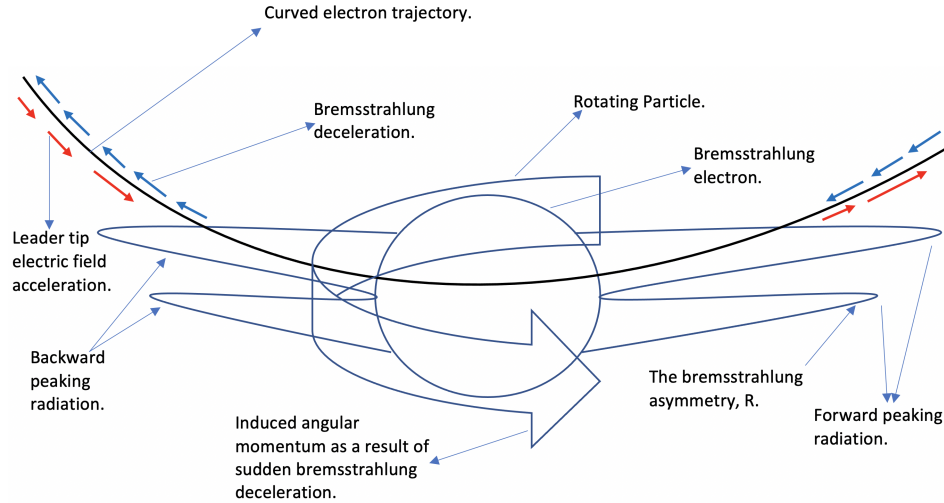 Curved electron trajectory.
Bremsstrahlung
deceleration.
Rotating Particle.
Bremsstrahlung
electron.
Leader tip
electric field
acceleration.
Backward
peaking
radiation.
Induced angular
momentum as a result of
sudden bremsstrahlung
deceleration.
The bremsstrahlung
asymmetry, R.
Forward peaking
radiation.